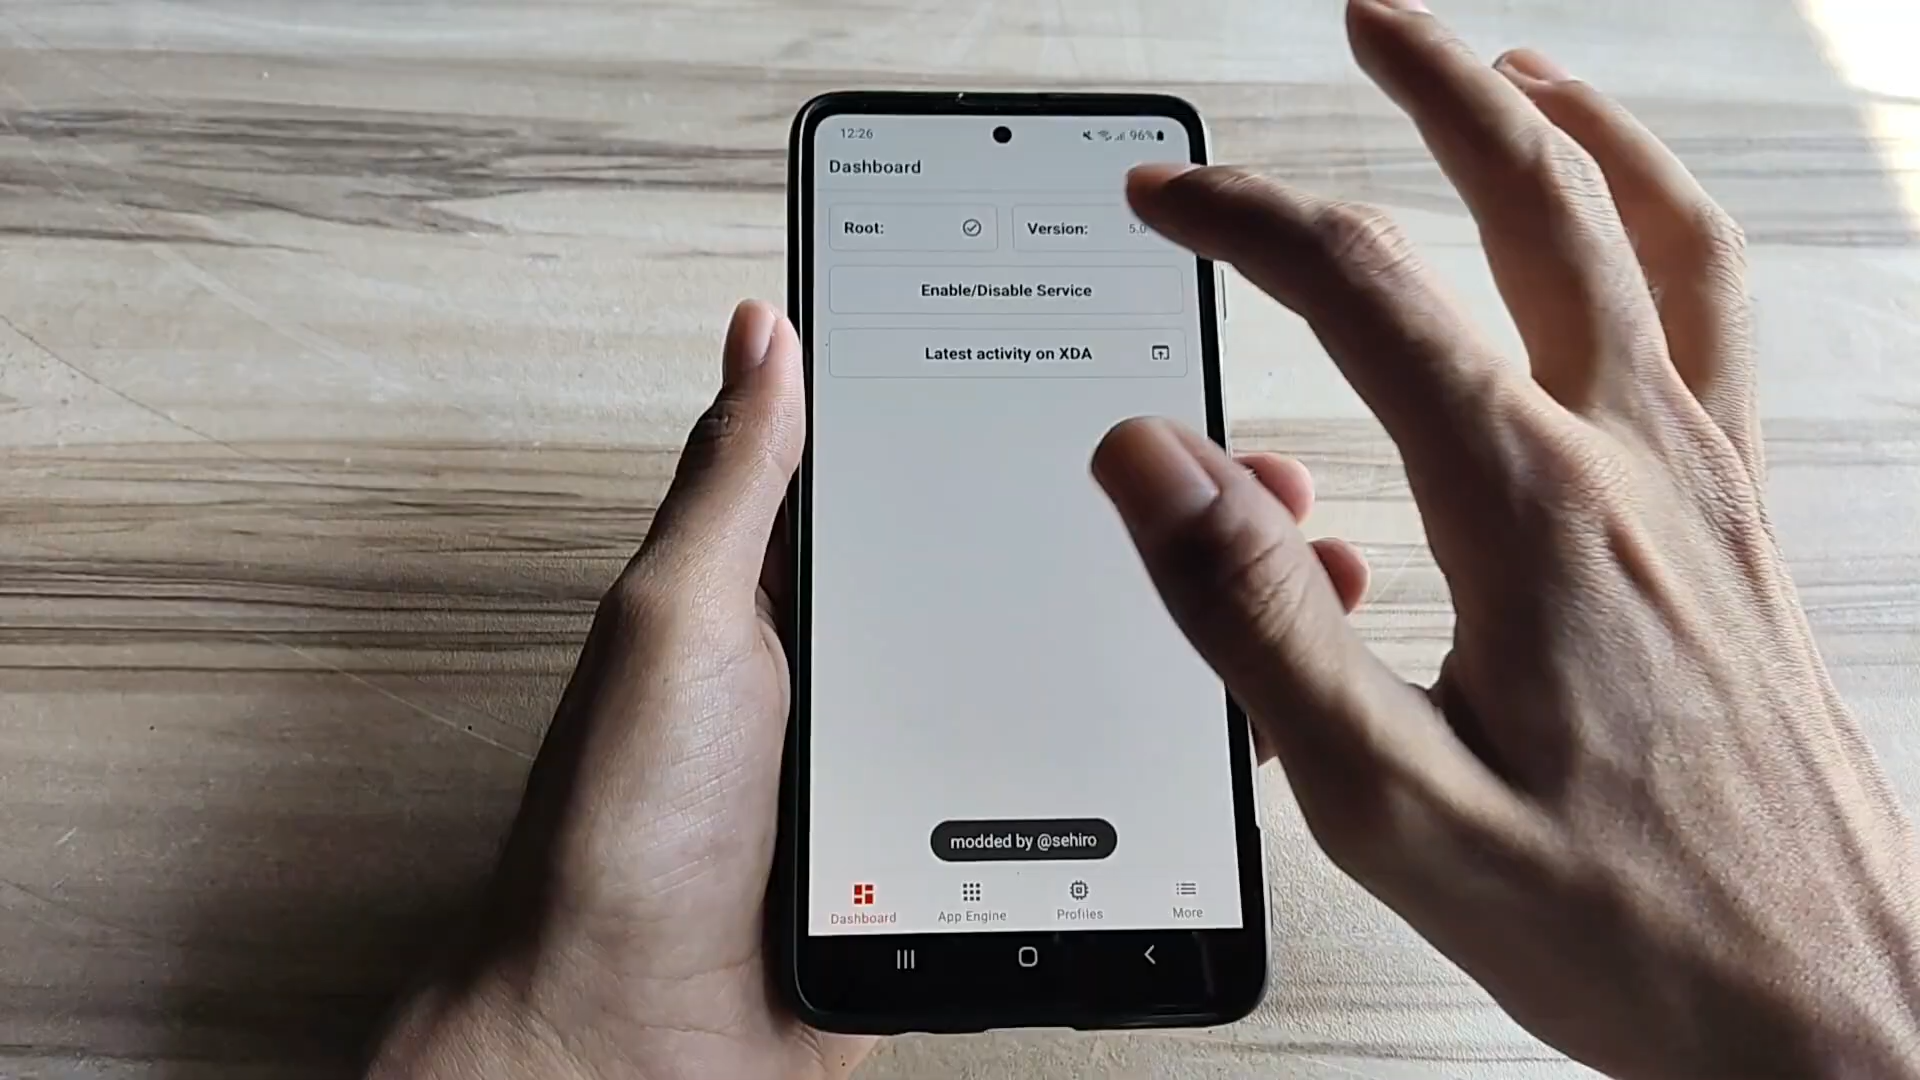 12:26
96%
Dashboard
Root:
Version: 5.0
Enable/Disable Service
Latest activity on XDA
modded by @sehiro
Dashboard
App Engine
Profiles
More